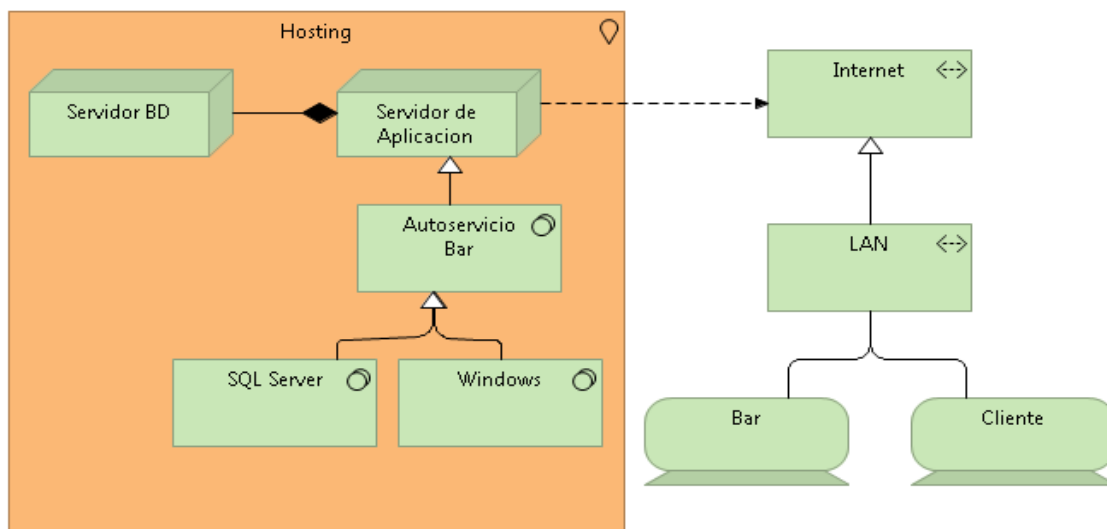 Hosting
Internet
Servidor BD
Servidor de
Aplicacion
Autoservicio
Bar
LAN
SQL Server
Windows
Bar
Cliente